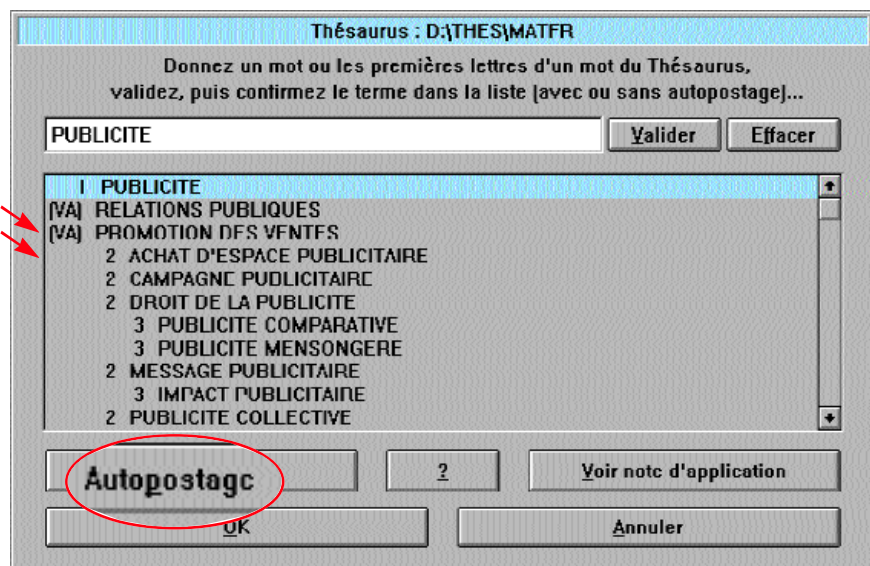 Thésaurus : D:\THES\MATFR
Donnez un mot ou les premières lettres d'un mot du Thésaurus,
validez, puis confirmez le terme dans la liste (avec ou sans autopostage)...
PUBLICITE Valider Effacer
I PUBLICITE
(VA) RELATIONS PUBLIQUES
(VA) PROMOTION DES VENTES
2 ACHAT D'ESPACE PUBLICITAIRE
2 CAMPAGNE PUBLICITAIRE
2 DROIT DE LA PUBLICITE
3 PUBLICITE COMPARATIVE
3 PUBLICITE MENSONGERE
2 MESSAGE PUBLICITAIRE
3 IMPACT PUBLICITAIRE
2 PUBLICITE COLLECTIVE
Autopostage ? Voir note d'application
OK Annuler